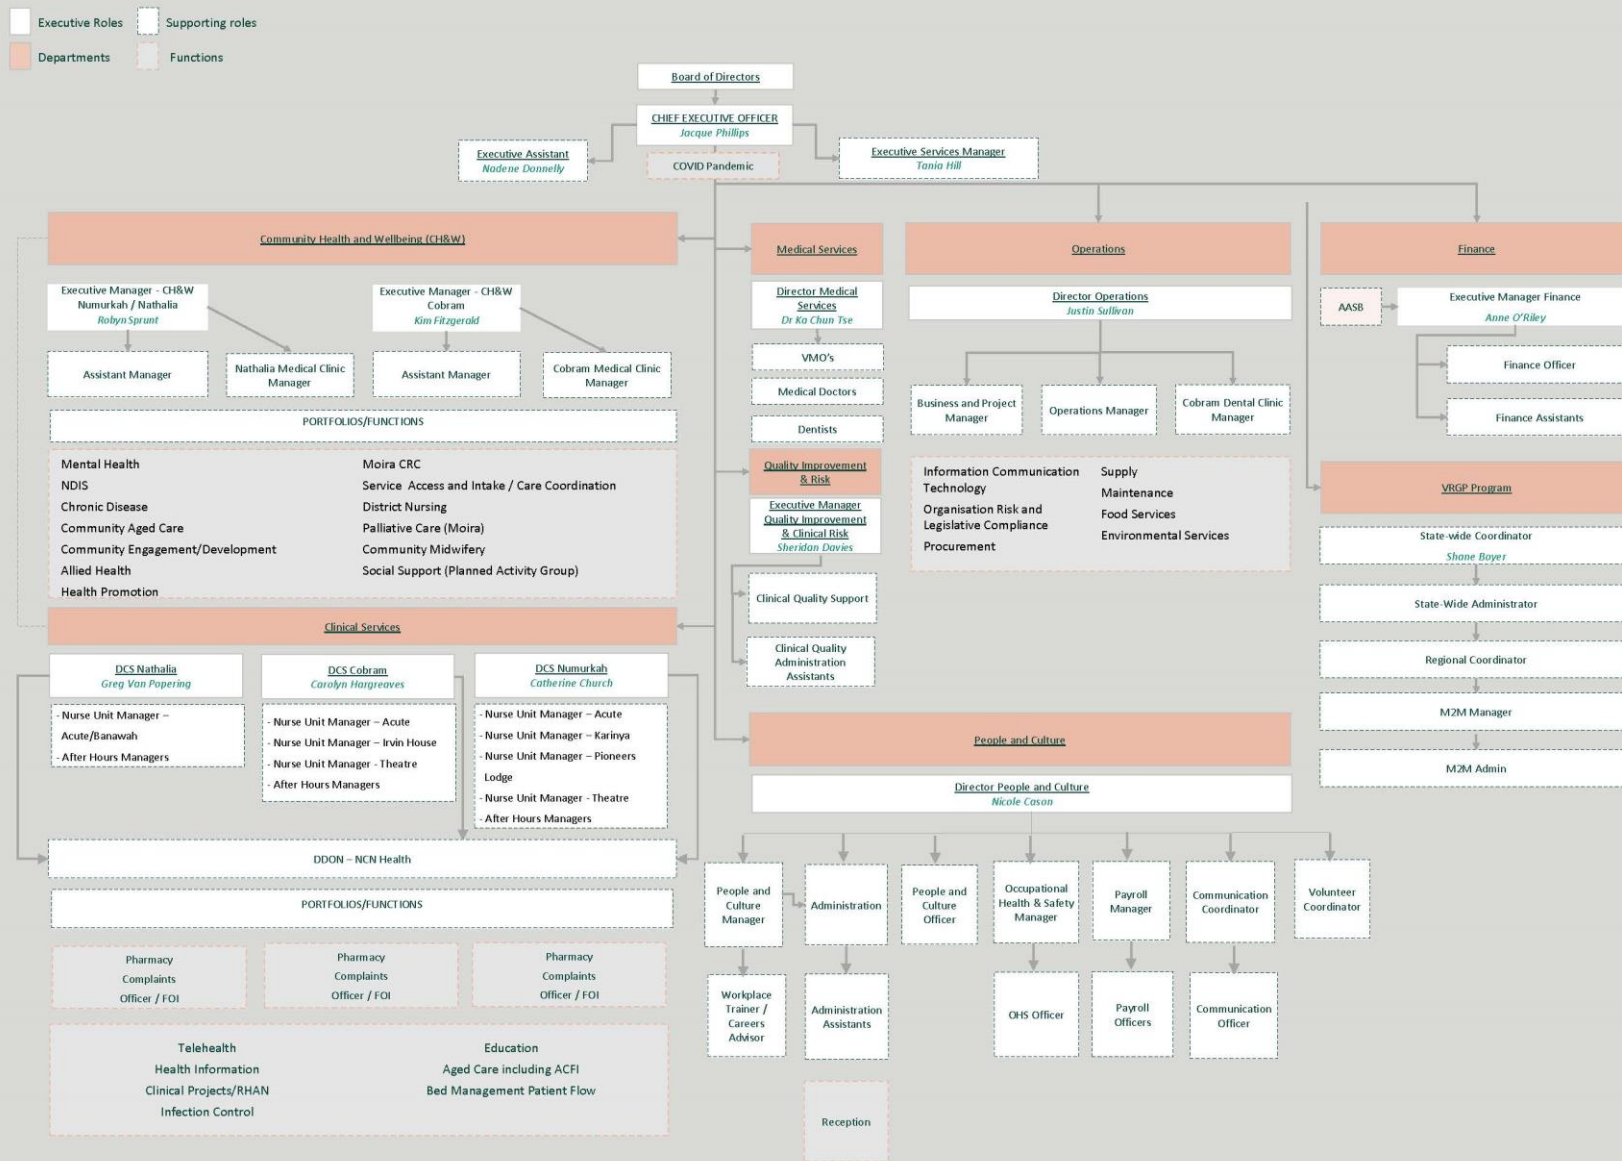 Executive Roles
Supporting roles
Departments
Functions
Board of Directors
CHIEF EXECUTIVE OFFICER
Jacque Phillips
Executive Assistant
Nadene Donnelly
COVID Pandemic
Executive Services Manager
Tania Hill
Community Health and Wellbeing (CH&W)
Executive Manager - CH&W
Numurkah / Nathalia
Robyn Sprunt
Executive Manager - CH&W
Cobram
Kim Fitzgerald
Assistant Manager
Nathalia Medical Clinic
Manager
Assistant Manager
Cobram Medical Clinic
Manager
PORTFOLIOS/FUNCTIONS
Mental Health
NDIS
Chronic Disease
Community Aged Care
Community Engagement/Development
Allied Health
Health Promotion
Moira CRC
Service Access and Intake / Care Coordination
District Nursing
Palliative Care (Moira)
Community Midwifery
Social Support (Planned Activity Group)
Clinical Services
DCS Nathalia
Greg Van Popering
- Nurse Unit Manager –
Acute/Banawah
- After Hours Managers
DCS Cobram
Carolyn Hargreaves
- Nurse Unit Manager – Acute
- Nurse Unit Manager – Irvin House
- Nurse Unit Manager - Theatre
- After Hours Managers
DCS Numurkah
Catherine Church
- Nurse Unit Manager – Acute
- Nurse Unit Manager – Karinya
- Nurse Unit Manager – Pioneers
Lodge
- Nurse Unit Manager - Theatre
- After Hours Managers
DDON – NCN Health
PORTFOLIOS/FUNCTIONS
Pharmacy
Complaints
Officer / FOI
Pharmacy
Complaints
Officer / FOI
Pharmacy
Complaints
Officer / FOI
Telehealth
Health Information
Clinical Projects/RHAN
Infection Control
Education
Aged Care including ACFI
Bed Management Patient Flow
Medical Services
Director Medical
Services
Dr Ka Chun Tse
VMO's
Medical Doctors
Dentists
Quality Improvement
& Risk
Executive Manager
Quality Improvement
& Clinical Risk
Sheridan Davies
Clinical Quality Support
Clinical Quality
Administration
Assistants
Operations
Director Operations
Justin Sullivan
Business and Project
Manager
Operations Manager
Cobram Dental Clinic
Manager
Information Communication
Technology
Organisation Risk and
Legislative Compliance
Procurement
Supply
Maintenance
Food Services
Environmental Services
Finance
AASB
Executive Manager Finance
Anne O'Riley
Finance Officer
Finance Assistants
VRGP Program
State-wide Coordinator
Shane Boyer
State-Wide Administrator
Regional Coordinator
M2M Manager
M2M Admin
People and Culture
Director People and Culture
Nicole Cason
People and
Culture
Manager
Administration
People and
Culture
Officer
Occupational
Health & Safety
Manager
Payroll
Manager
Communication
Coordinator
Volunteer
Coordinator
Workplace
Trainer /
Careers
Advisor
Administration
Assistants
OHS Officer
Payroll
Officers
Communication
Officer
Reception